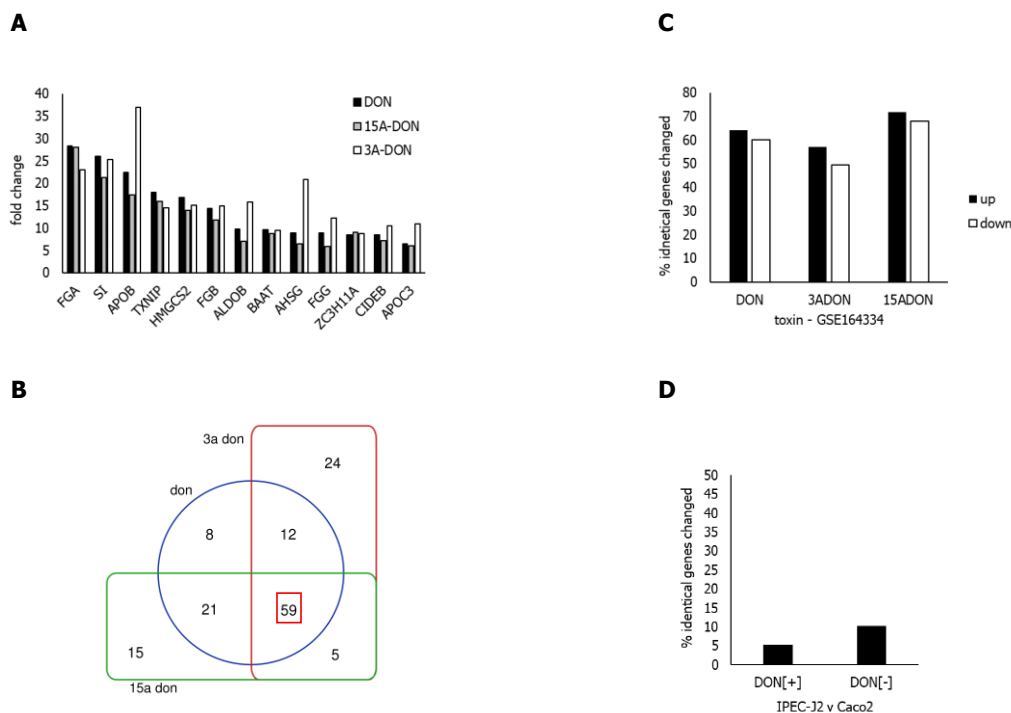 A
fold change
40
35
30
25
20
15
10
5
0
DON
15A-DON
3A-DON
FGA
SI
APOB
TXNIP
HMGCS2
FGB
ALDOB
BAAT
AHSG
FGG
ZC3H11A
CIDEB
APOC3
B
3a don
24
don
8
12
21
59
15
5
15a don
C
% idnetical genes changed
80
70
60
50
40
30
20
10
0
up
down
DON
3ADON
15ADON
toxin - GSE164334
D
% identical genes changed
50
45
40
35
30
25
20
15
10
5
0
DON[+]
DON[-]
IPEC-J2 v Caco2